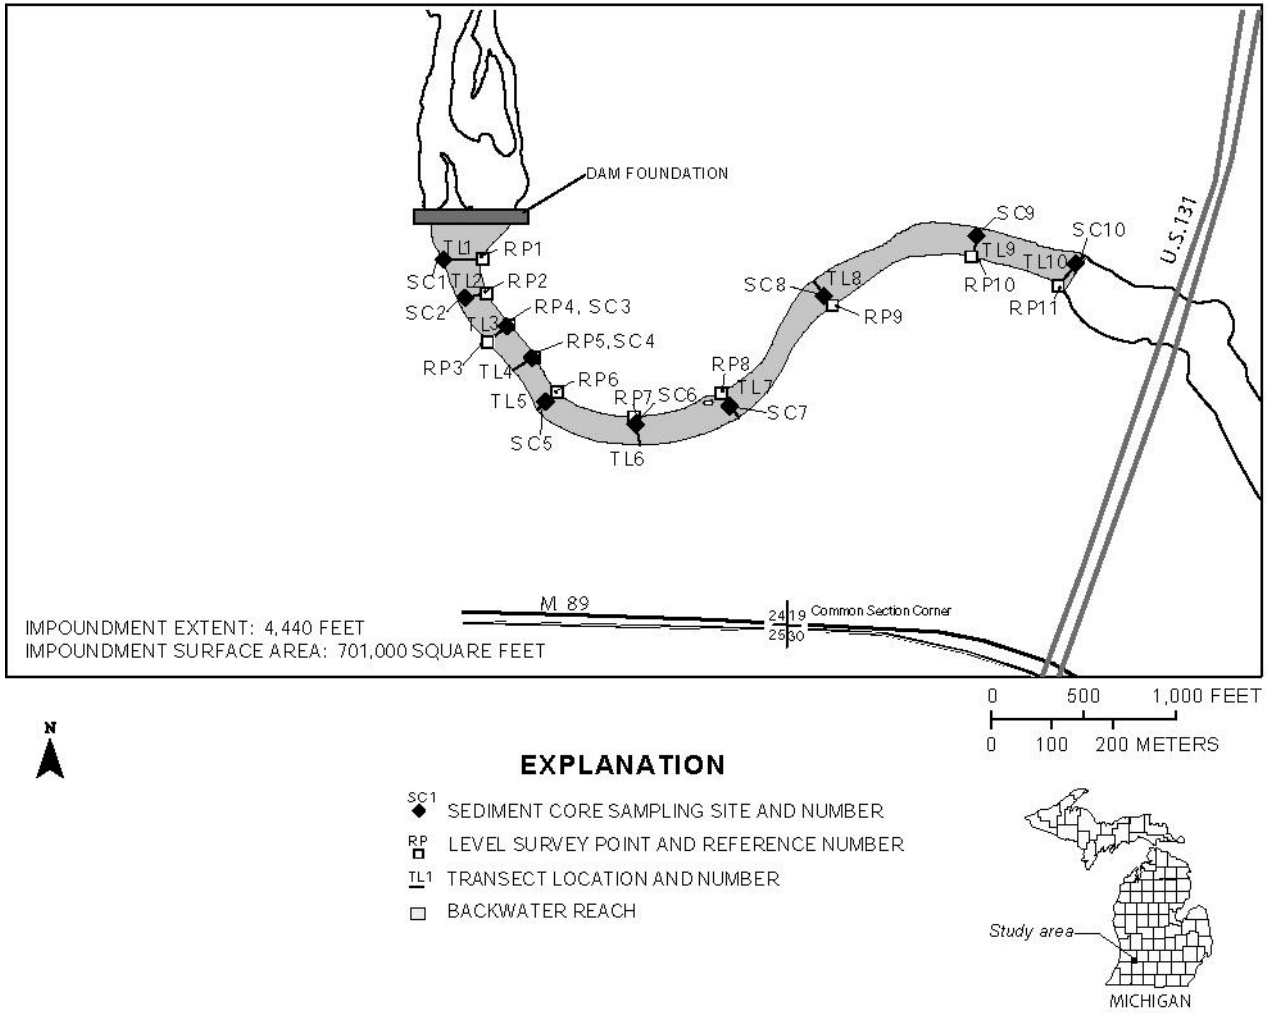 DAM FOUNDATION
U.S.131
SC9
SC10
TL1
RP1
TL9
TL10
SC1
TL2
RP2
SC8
TL8
RP10
RP11
SC2
RP4, SC3
TL3
RP9
RP5,SC4
RP3
TL4
RP6
RP8
TL7
TL5
RP7
SC6
SC7
SC5
TL6
M 89
24 19
Common Section Corner
25 30
IMPOUNDMENT EXTENT: 4,440 FEET
IMPOUNDMENT SURFACE AREA: 701,000 SQUARE FEET
0 500 1,000 FEET
0 100 200 METERS
N
EXPLANATION
SC1
SEDIMENT CORE SAMPLING SITE AND NUMBER
RP
LEVEL SURVEY POINT AND REFERENCE NUMBER
TL1
TRANSECT LOCATION AND NUMBER
BACKWATER REACH
Study area
MICHIGAN